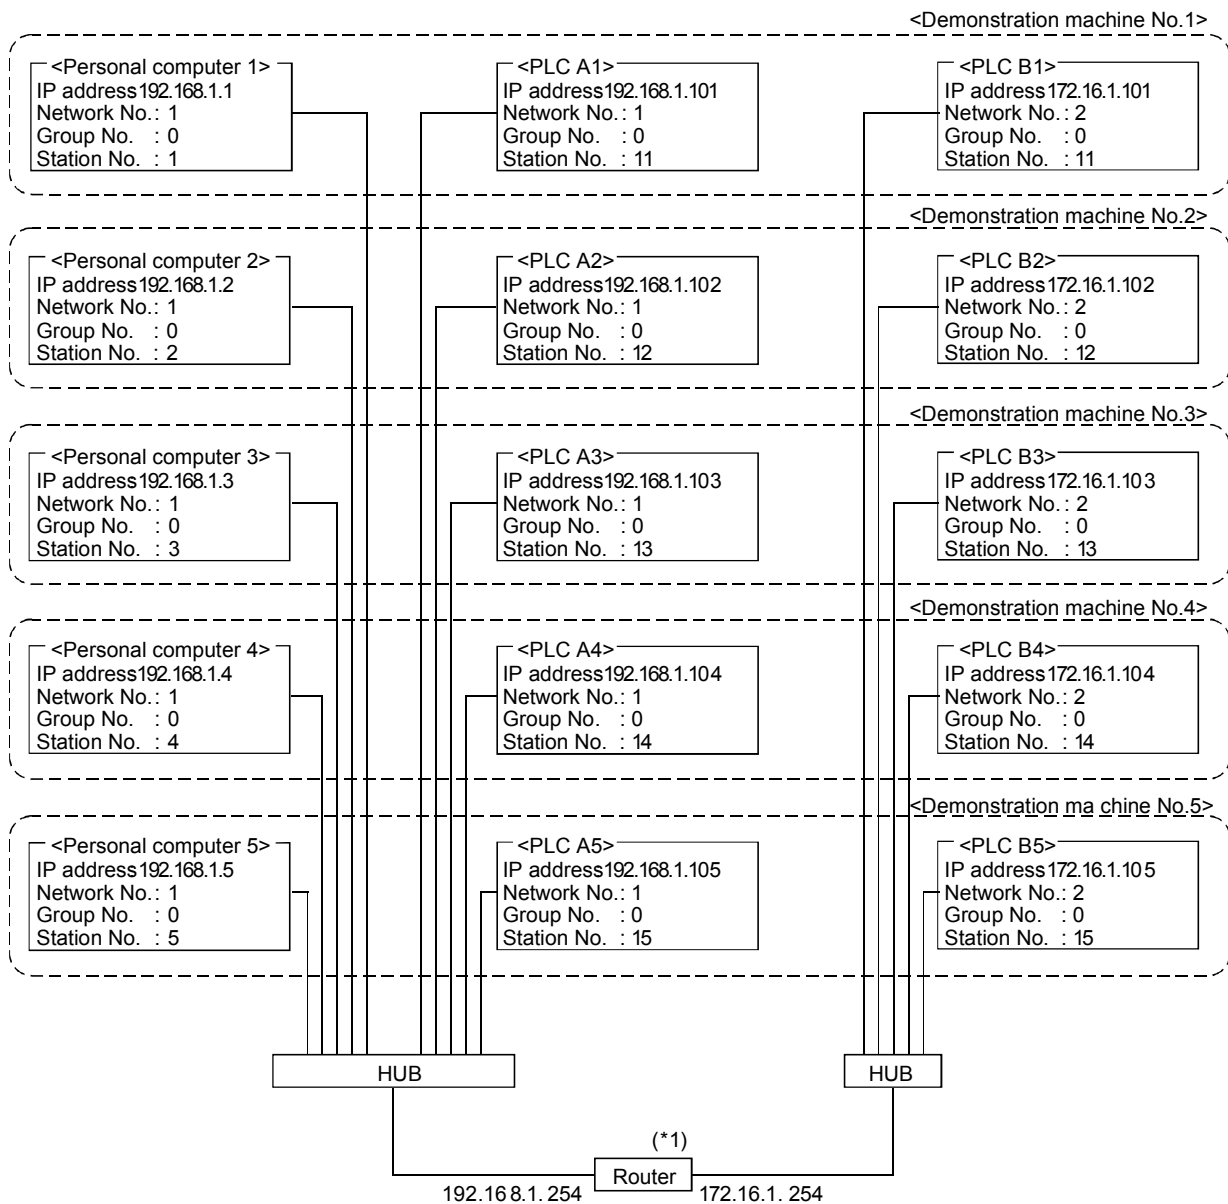 <Demonstration machine No.1>
<Personal computer 1>
IP address192.168.1.1
Network No.: 1
Group No. : 0
Station No. : 1
<PLC A1>
IP address192.168.1.101
Network No.: 1
Group No. : 0
Station No. : 11
<PLC B1>
IP address172.16.1.101
Network No.: 2
Group No. : 0
Station No. : 11
<Demonstration machine No.2>
<Personal computer 2>
IP address192.168.1.2
Network No.: 1
Group No. : 0
Station No. : 2
<PLC A2>
IP address192.168.1.102
Network No.: 1
Group No. : 0
Station No. : 12
<PLC B2>
IP address172.16.1.102
Network No.: 2
Group No. : 0
Station No. : 12
<Demonstration machine No.3>
<Personal computer 3>
IP address192.168.1.3
Network No.: 1
Group No. : 0
Station No. : 3
<PLC A3>
IP address192.168.1.103
Network No.: 1
Group No. : 0
Station No. : 13
<PLC B3>
IP address172.16.1.103
Network No.: 2
Group No. : 0
Station No. : 13
<Demonstration machine No.4>
<Personal computer 4>
IP address192.168.1.4
Network No.: 1
Group No. : 0
Station No. : 4
<PLC A4>
IP address192.168.1.104
Network No.: 1
Group No. : 0
Station No. : 14
<PLC B4>
IP address172.16.1.104
Network No.: 2
Group No. : 0
Station No. : 14
<Demonstration ma chine No.5>
<Personal computer 5>
IP address192.168.1.5
Network No.: 1
Group No. : 0
Station No. : 5
<PLC A5>
IP address192.168.1.105
Network No.: 1
Group No. : 0
Station No. : 15
<PLC B5>
IP address172.16.1.105
Network No.: 2
Group No. : 0
Station No. : 15
HUB
HUB
(*1)
Router
192.16 8.1. 254
172.16.1. 254